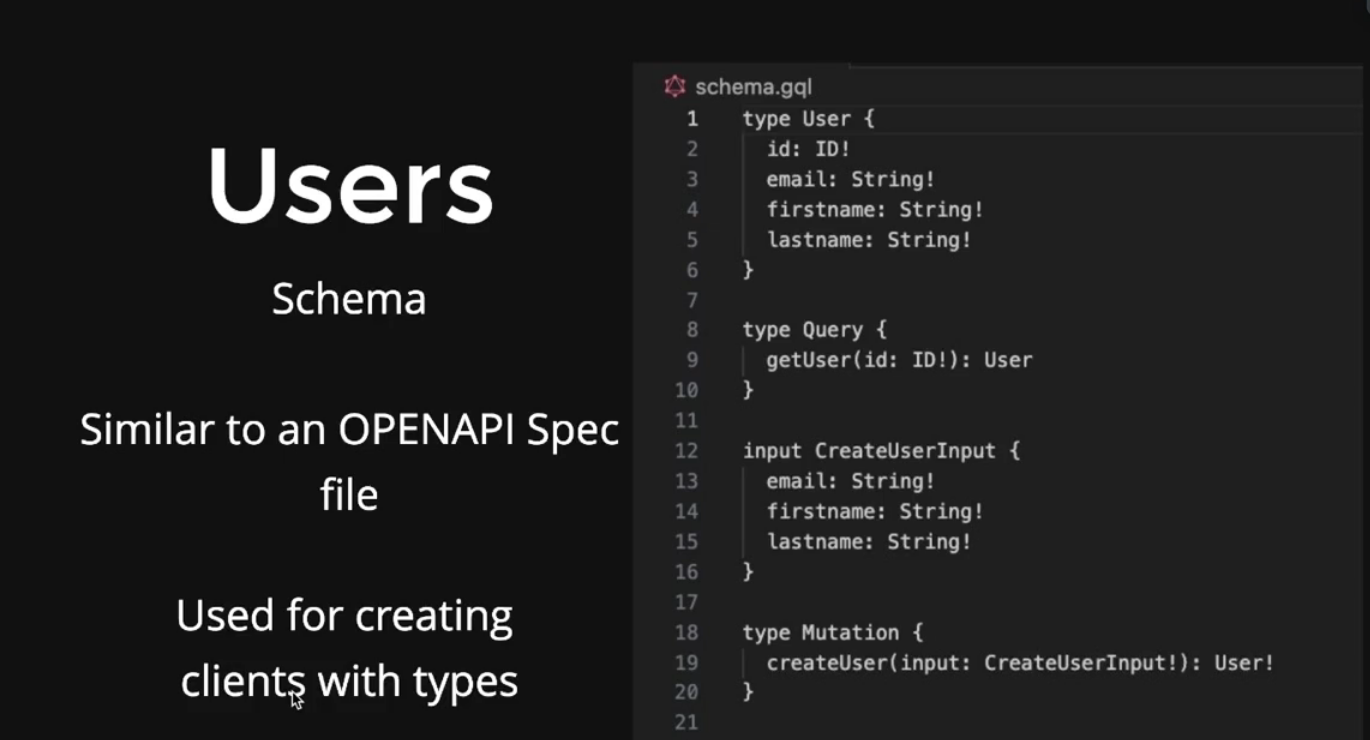 Users
Schema
Similar to an OPENAPI Spec
file
Used for creating
clients with types
schema.gql
1 type User {
2 id: ID!
3 email: String!
4 firstname: String!
5 lastname: String!
6 }
7
8 type Query {
9 getUser(id: ID!): User
10 }
11
12 input CreateUserInput {
13 email: String!
14 firstname: String!
15 lastname: String!
16 }
17
18 type Mutation {
19 createUser(input: CreateUserInput!): User!
20 }
21